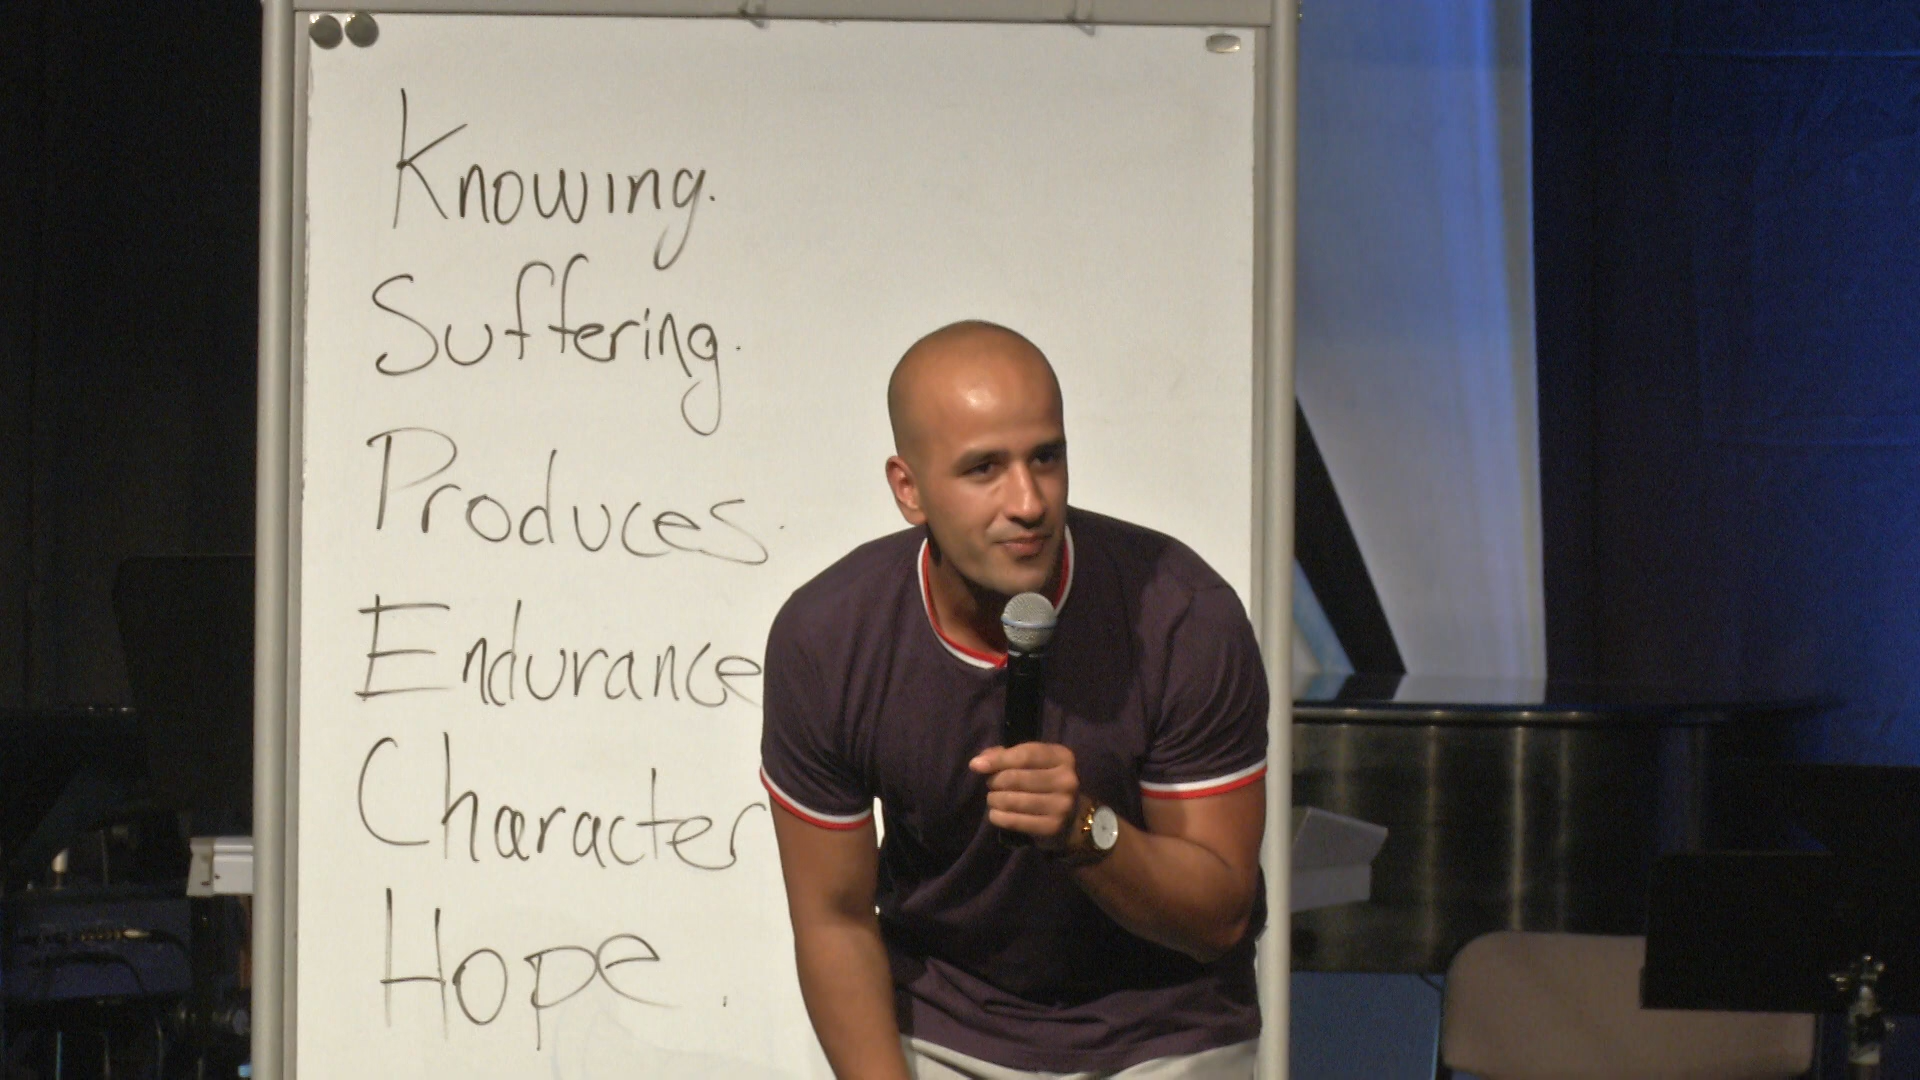 Knowing.
Suffering.
Produces.
Endurance
Character
Hope.